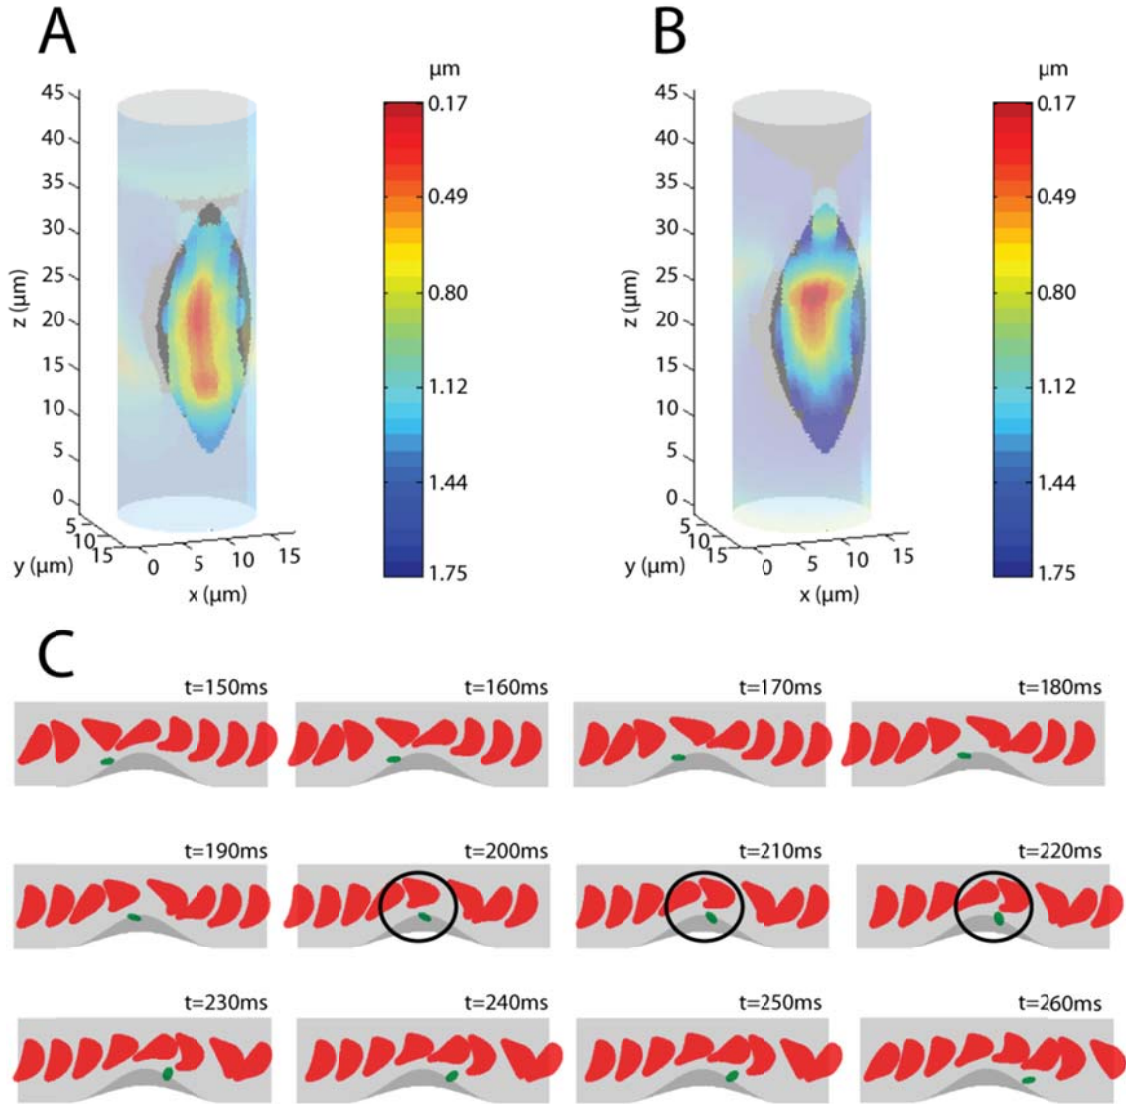 A
B
μm
μm
45
40
35
30
25
20
15
10
5
0
z (μm)
5
10
15
y (μm)
0
5
10
15
x (μm)
0.17
0.49
0.80
1.12
1.44
1.75
45
40
35
30
25
20
15
10
5
0
z (μm)
5
10
15
y (μm)
0
5
10
15
x (μm)
0.17
0.49
0.80
1.12
1.44
1.75
C
t=150ms
t=160ms
t=170ms
t=180ms
t=190ms
t=200ms
t=210ms
t=220ms
t=230ms
t=240ms
t=250ms
t=260ms